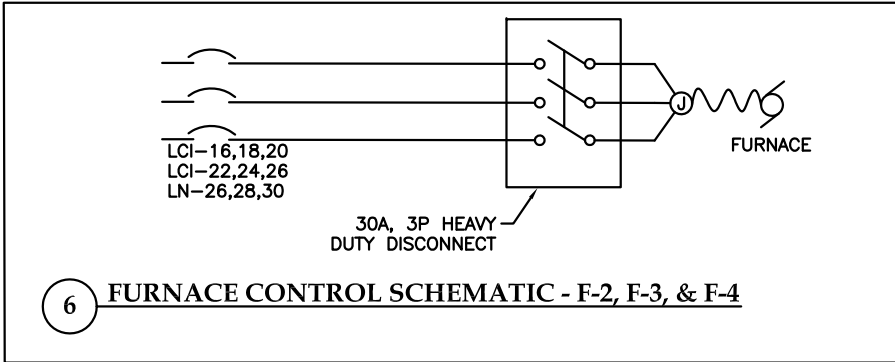 LCI-16,18,20
LCI-22,24,26
LN-26,28,30
J
FURNACE
30A, 3P HEAVY
DUTY DISCONNECT
6
FURNACE CONTROL SCHEMATIC - F-2, F-3, & F-4